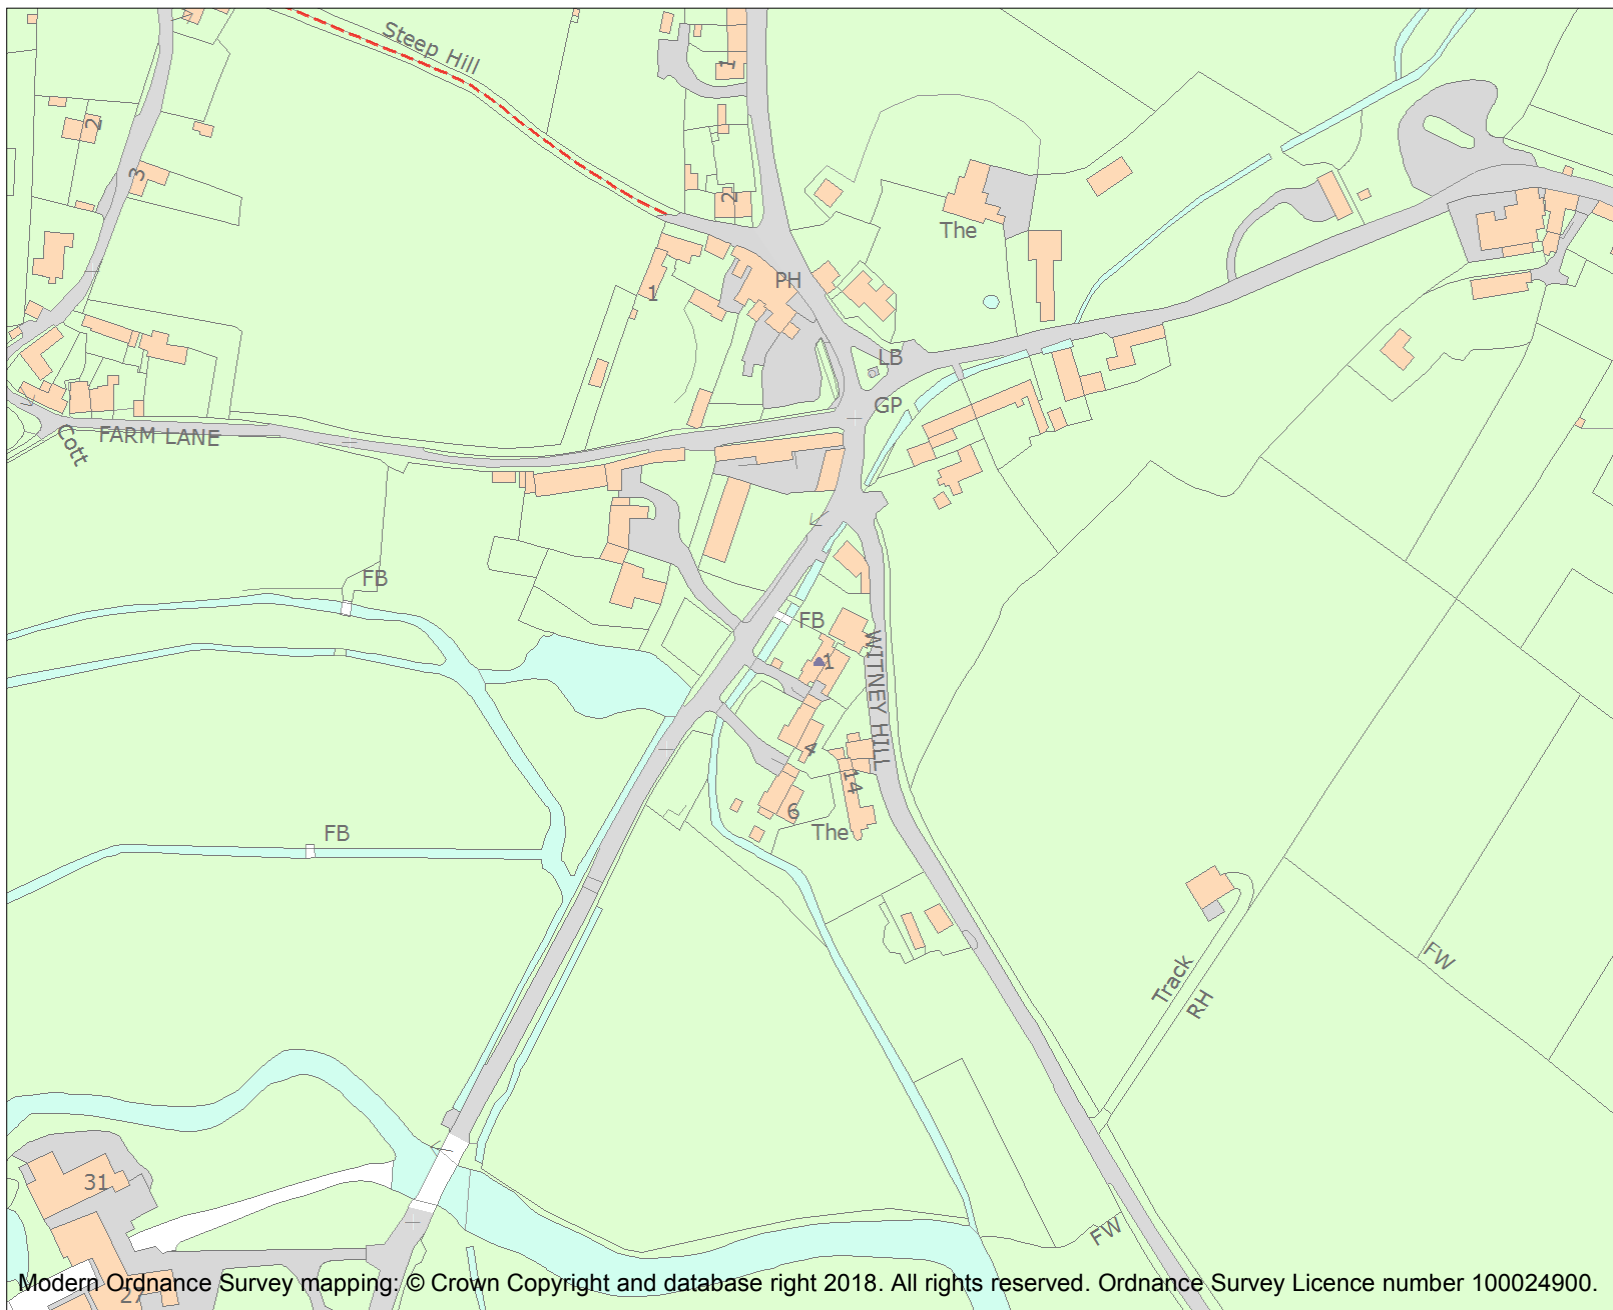 Steep Hill
1
2
3
2
The
PH
1
LB
GP
FARM LANE
Cott
FB
FB
1
WITNEY HILL
4
14
6
The
FB
FW
Track
RH
31
FW
27
Modern Ordnance Survey mapping: © Crown Copyright and database right 2018. All rights reserved. Ordnance Survey Licence number 100024900.